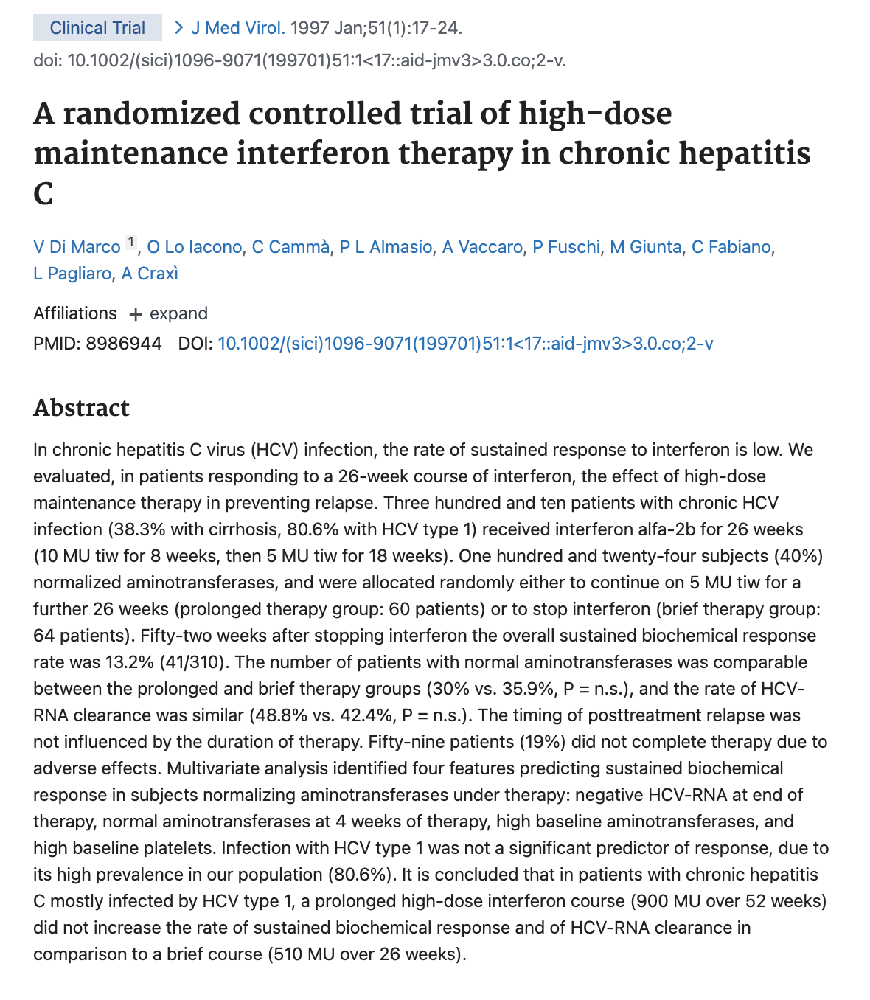 Clinical Trial > J Med Virol. 1997 Jan;51(1):17-24.
doi: 10.1002/(sici)1096-9071(199701)51:1<17::aid-jmv3>3.0.co;2-v.
A randomized controlled trial of high-dose
maintenance interferon therapy in chronic hepatitis
C
V Di Marco 1, O Lo Iacono, C Cammà, P L Almasio, A Vaccaro, P Fuschi, M Giunta, C Fabiano,
L Pagliaro, A Craxì
Affiliations + expand
PMID: 8986944 DOI: 10.1002/(sici)1096-9071(199701)51:1<17::aid-jmv3>3.0.co;2-v
Abstract
In chronic hepatitis C virus (HCV) infection, the rate of sustained response to interferon is low. We
evaluated, in patients responding to a 26-week course of interferon, the effect of high-dose
maintenance therapy in preventing relapse. Three hundred and ten patients with chronic HCV
infection (38.3% with cirrhosis, 80.6% with HCV type 1) received interferon alfa-2b for 26 weeks
(10 MU tiw for 8 weeks, then 5 MU tiw for 18 weeks). One hundred and twenty-four subjects (40%)
normalized aminotransferases, and were allocated randomly either to continue on 5 MU tiw for a
further 26 weeks (prolonged therapy group: 60 patients) or to stop interferon (brief therapy group:
64 patients). Fifty-two weeks after stopping interferon the overall sustained biochemical response
rate was 13.2% (41/310). The number of patients with normal aminotransferases was comparable
between the prolonged and brief therapy groups (30% vs. 35.9%, P = n.s.), and the rate of HCV-
RNA clearance was similar (48.8% vs. 42.4%, P = n.s.). The timing of posttreatment relapse was
not influenced by the duration of therapy. Fifty-nine patients (19%) did not complete therapy due to
adverse effects. Multivariate analysis identified four features predicting sustained biochemical
response in subjects normalizing aminotransferases under therapy: negative HCV-RNA at end of
therapy, normal aminotransferases at 4 weeks of therapy, high baseline aminotransferases, and
high baseline platelets. Infection with HCV type 1 was not a significant predictor of response, due to
its high prevalence in our population (80.6%). It is concluded that in patients with chronic hepatitis
C mostly infected by HCV type 1, a prolonged high-dose interferon course (900 MU over 52 weeks)
did not increase the rate of sustained biochemical response and of HCV-RNA clearance in
comparison to a brief course (510 MU over 26 weeks).